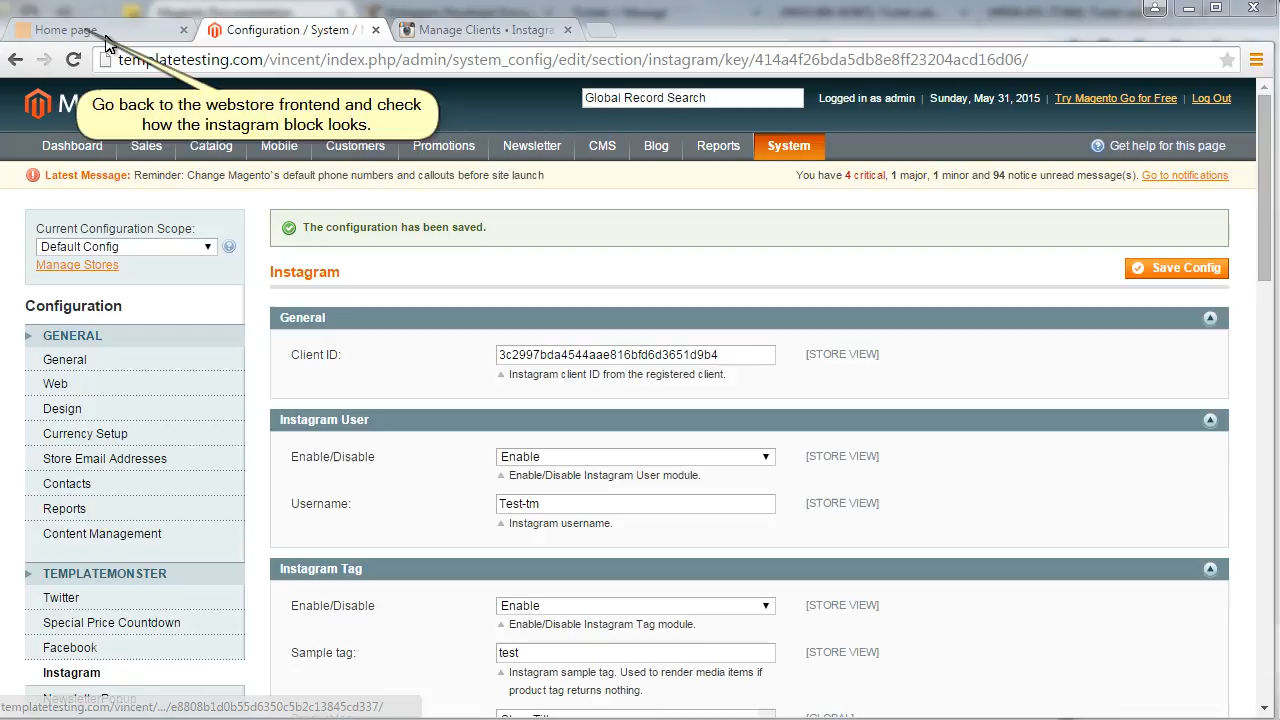 Home page
Configuration / System /
Manage Clients • Instagra
templatetesting.com/vincent/index.php/admin/system_config/edit/section/instagram/key/414a4f26bda5db8e8ff23204acd16d06/
Go back to the webstore frontend and check
how the instagram block looks.
Global Record Search
Logged in as admin | Sunday, May 31, 2015 | Try Magento Go for Free | Log Out
Dashboard Sales Catalog Mobile Customers Promotions Newsletter CMS Blog Reports System Get help for this page
Latest Message: Reminder: Change Magento`s default phone numbers and callouts before site launch
You have 4 critical, 1 major, 1 minor and 94 notice unread message(s). Go to notifications
Current Configuration Scope:
Default Config
Manage Stores
Configuration
GENERAL
General
Web
Design
Currency Setup
Store Email Addresses
Contacts
Reports
Content Management
TEMPLATEMONSTER
Twitter
Special Price Countdown
Facebook
Instagram
NewsletterPopup
templatetesting.com/vincent/.../e8808b1d0b55d6350c5b2c13845cd337/
The configuration has been saved.
Instagram
Save Config
General
Client ID: 3c2997bda4544aae816bfd6d3651d9b4 [STORE VIEW]
Instagram client ID from the registered client.
Instagram User
Enable/Disable Enable [STORE VIEW]
Enable/Disable Instagram User module.
Username: Test-tm [STORE VIEW]
Instagram username.
Instagram Tag
Enable/Disable Enable [STORE VIEW]
Enable/Disable Instagram Tag module.
Sample tag: test [STORE VIEW]
Instagram sample tag. Used to render media items if
product tag returns nothing.
[GLOBAL]